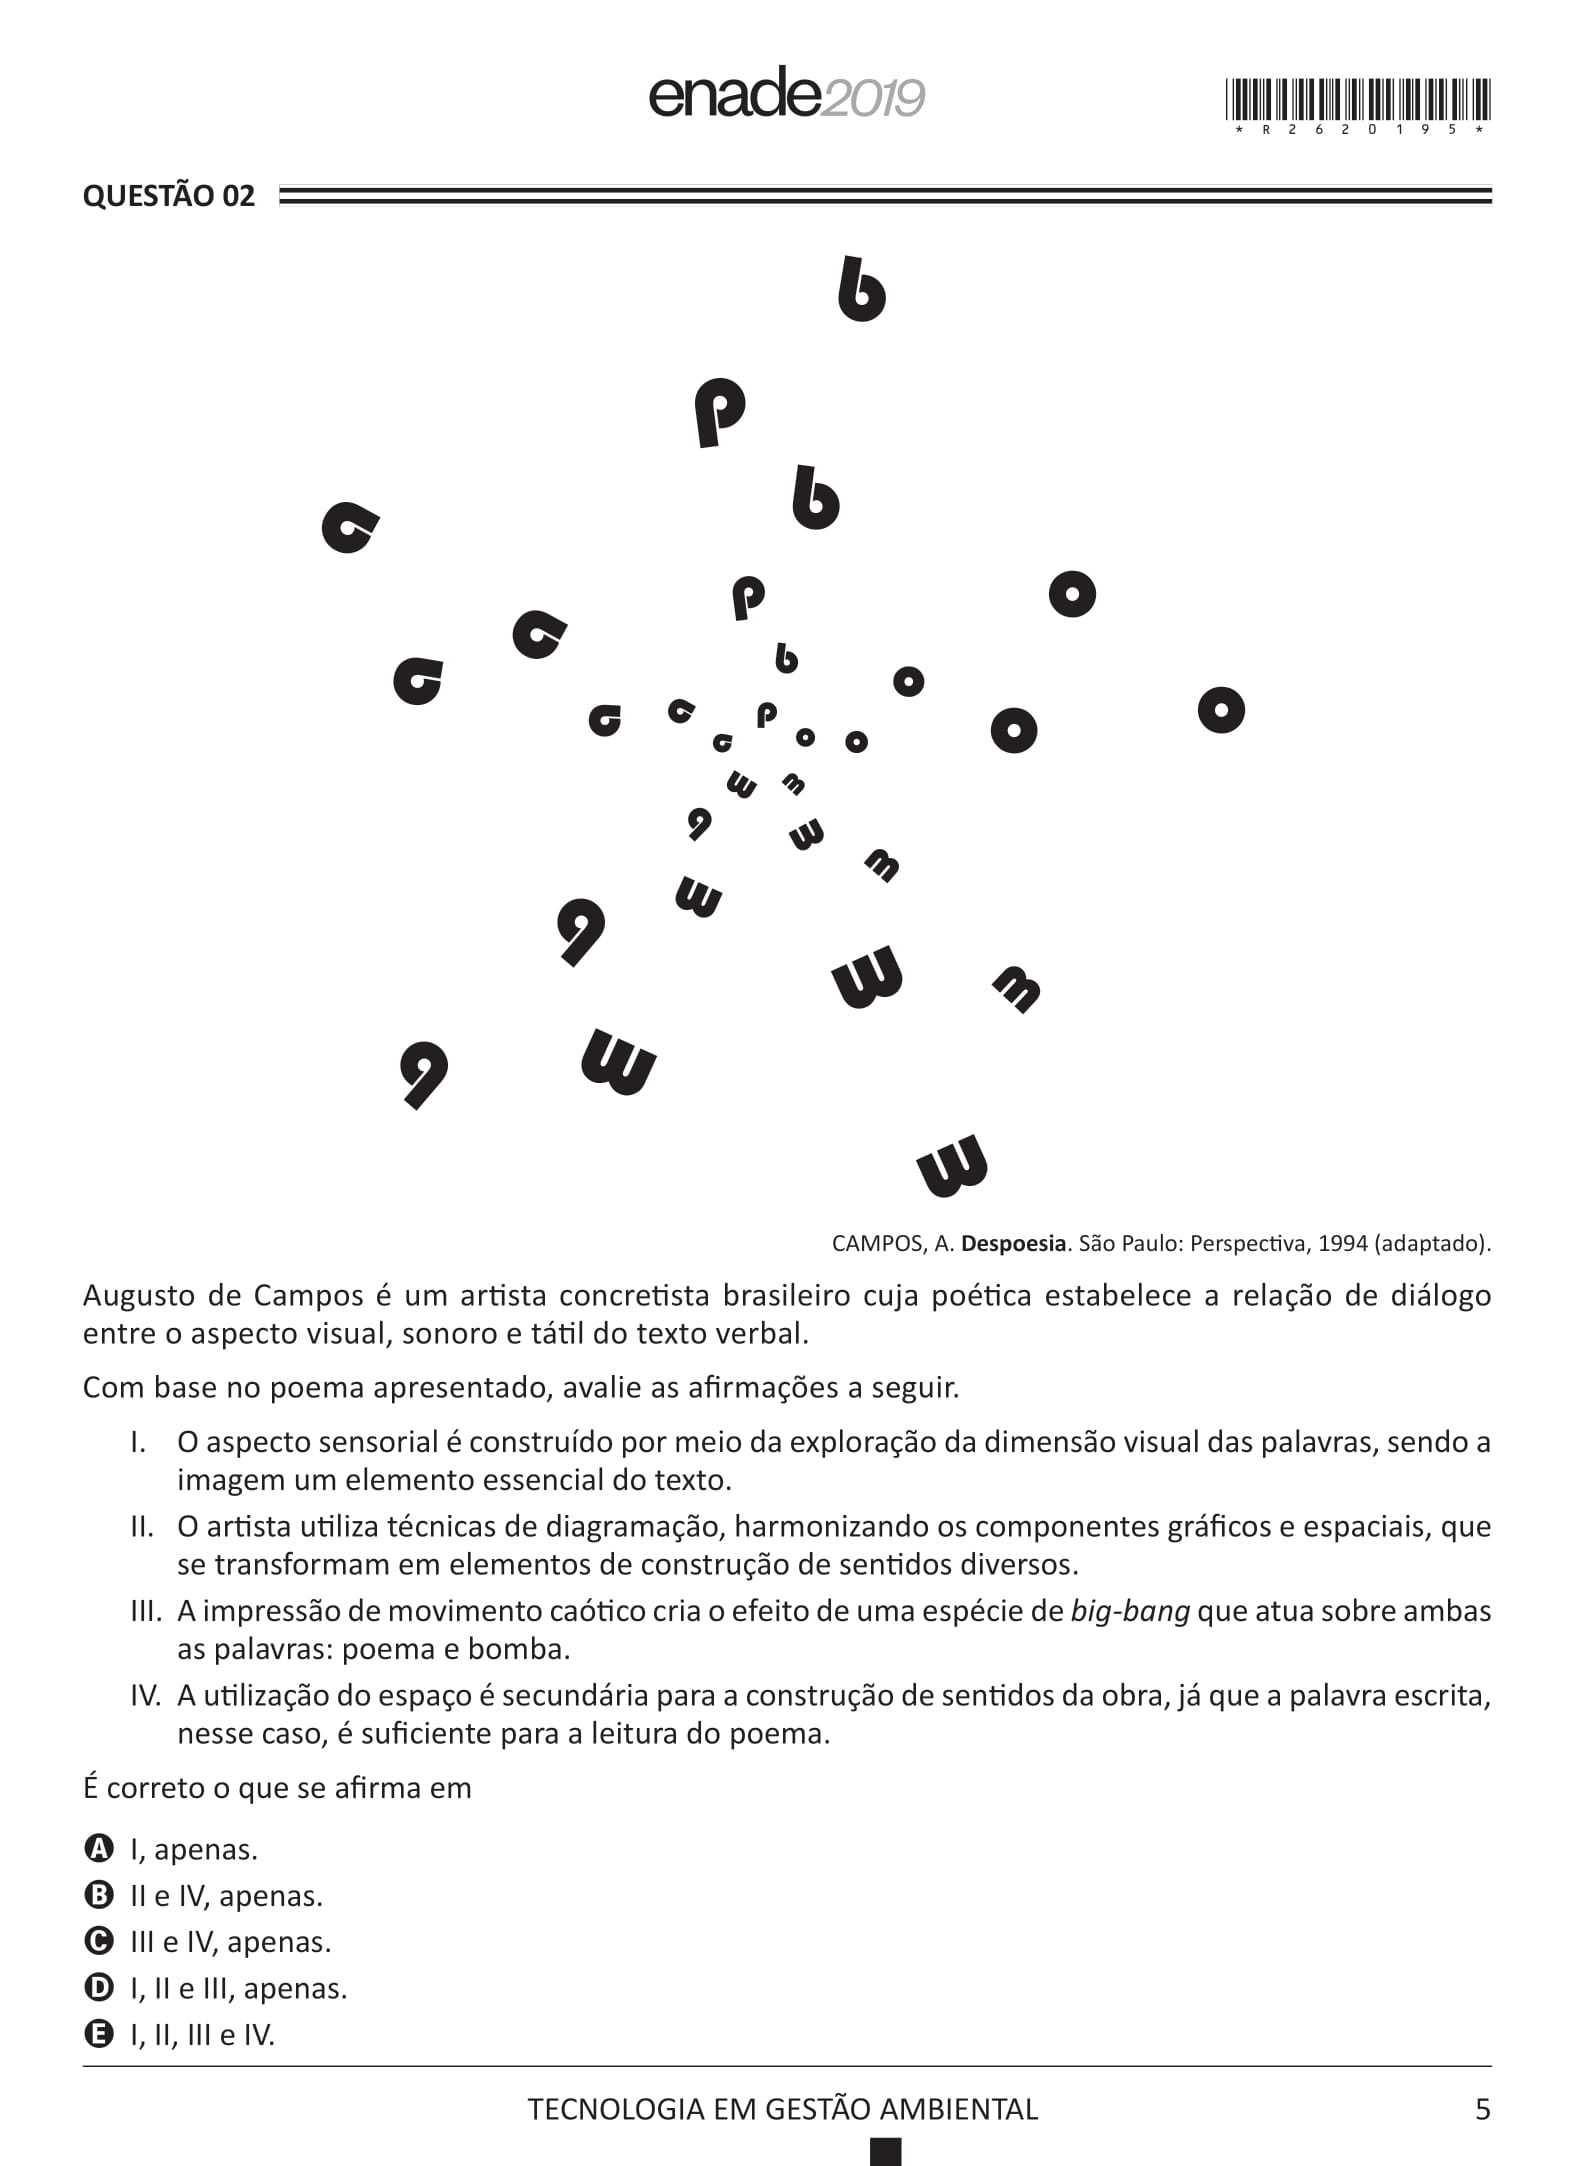 enade2019
*R2620195*
QUESTÃO 02
b
p
b
a
p
o
a
b
a
o
o
a
a
p
o
a
o
o
m
m
b
m
m
m
b
m
m
m
b
m
CAMPOS, A. Despoesia. São Paulo: Perspectiva, 1994 (adaptado).
Augusto de Campos é um artista concretista brasileiro cuja poética estabelece a relação de diálogo
entre o aspecto visual, sonoro e tátil do texto verbal.
Com base no poema apresentado, avalie as afirmações a seguir.
I. O aspecto sensorial é construído por meio da exploração da dimensão visual das palavras, sendo a
imagem um elemento essencial do texto.
II. O artista utiliza técnicas de diagramação, harmonizando os componentes gráficos e espaciais, que
se transformam em elementos de construção de sentidos diversos.
III. A impressão de movimento caótico cria o efeito de uma espécie de big-bang que atua sobre ambas
as palavras: poema e bomba.
IV. A utilização do espaço é secundária para a construção de sentidos da obra, já que a palavra escrita,
nesse caso, é suficiente para a leitura do poema.
É correto o que se afirma em
A I, apenas.
B II e IV, apenas.
C III e IV, apenas.
D I, II e III, apenas.
E I, II, III e IV.
TECNOLOGIA EM GESTÃO AMBIENTAL
5